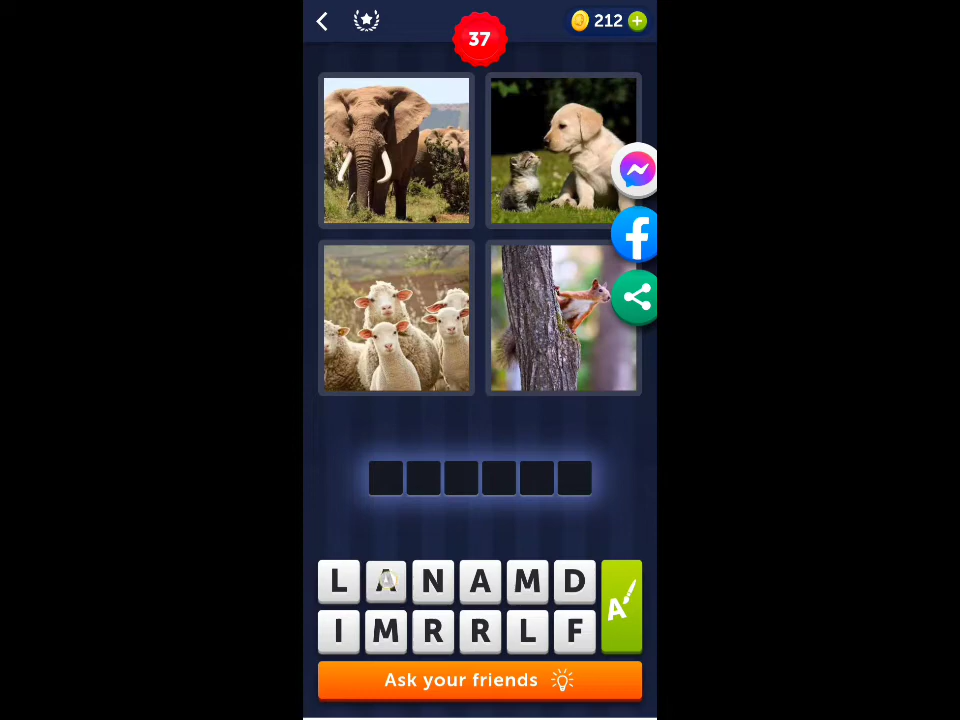 37
212
L A N A M D
I M R R L F
A
Ask your friends